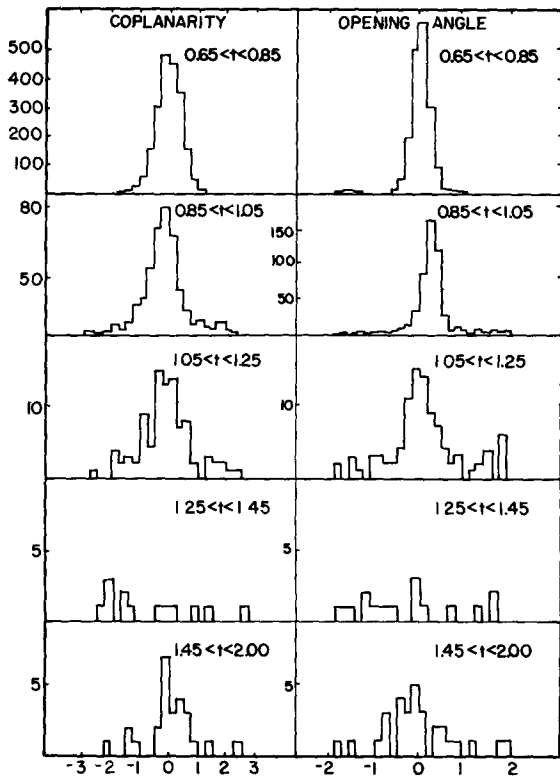 COPLANARITY
OPENING ANGLE
500
400
300
200
100
0.65<t<0.85
0.65<t<0.85
80
50
0.85<t<1.05
150
100
50
0.85<t<1.05
10
1.05<t<1.25
10
1.05<t<1.25
5
1.25<t<1.45
5
1.25<t<1.45
5
1.45<t<2.00
5
1.45<t<2.00
-3 -2 -1 0 1 2 3
-2 -1 0 1 2